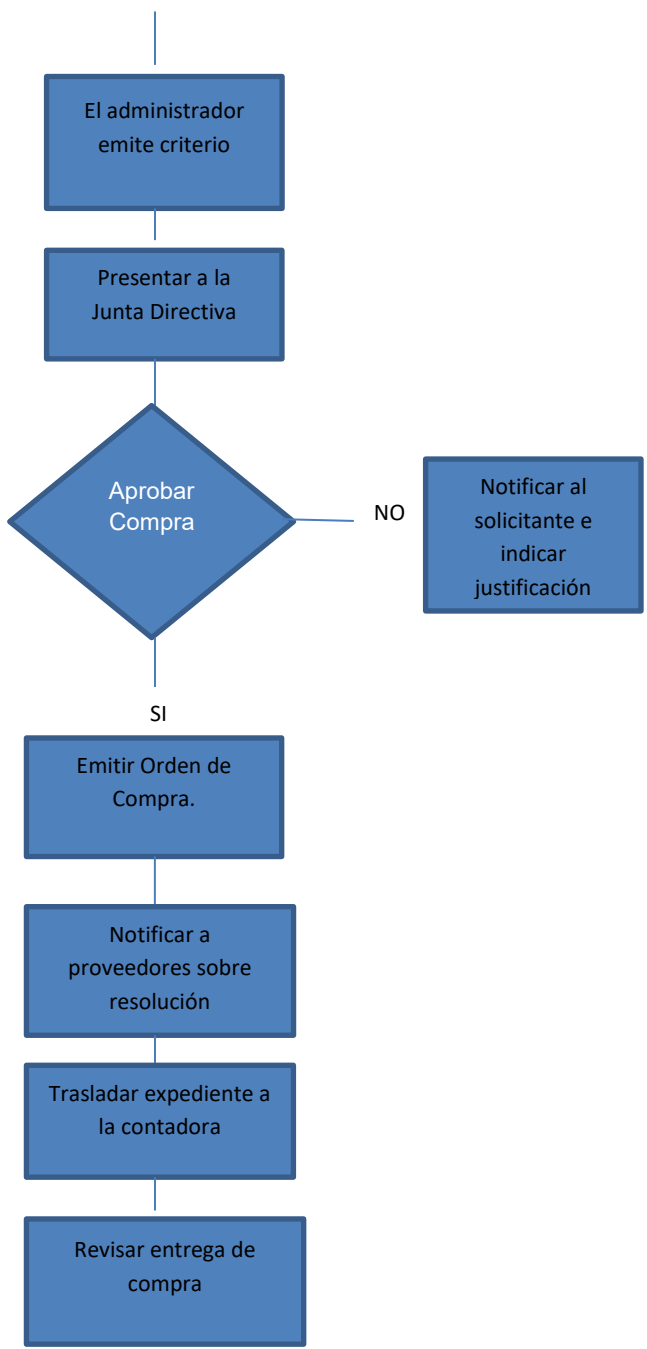 El administrador
emite criterio
Presentar a la
Junta Directiva
Aprobar
Compra
NO
Notificar al
solicitante e
indicar
justificación
SI
Emitir Orden de
Compra.
Notificar a
proveedores sobre
resolución
Trasladar expediente a
la contadora
Revisar entrega de
compra